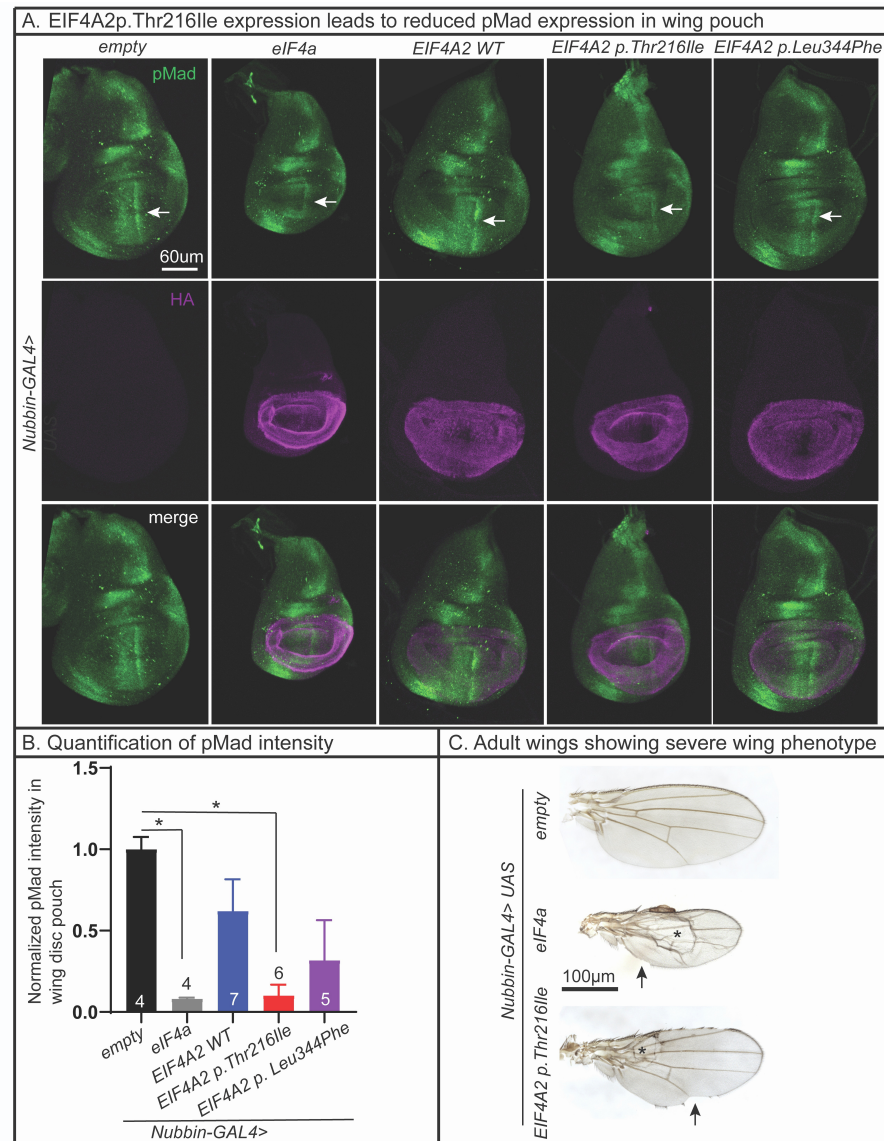 A. EIF4A2p.Thr216Ile expression leads to reduced pMad expression in wing pouch
empty
eIF4a
EIF4A2 WT
EIF4A2 p.Thr216Ile
EIF4A2 p.Leu344Phe
pMad
60um
HA
Nubbin-GAL4>
UAS
merge
B. Quantification of pMad intensity
Normalized pMad intensity in
wing disc pouch
1.5
1.0
0.5
0.0
*
*
4
4
7
6
5
empty
eIF4a
EIF4A2 WT
EIF4A2 p.Thr216Ile
EIF4A2 p. Leu344Phe
Nubbin-GAL4>
C. Adult wings showing severe wing phenotype
Nubbin-GAL4> UAS
empty
eIF4a
*
100µm
EIF4A2 p.Thr216Ile
*